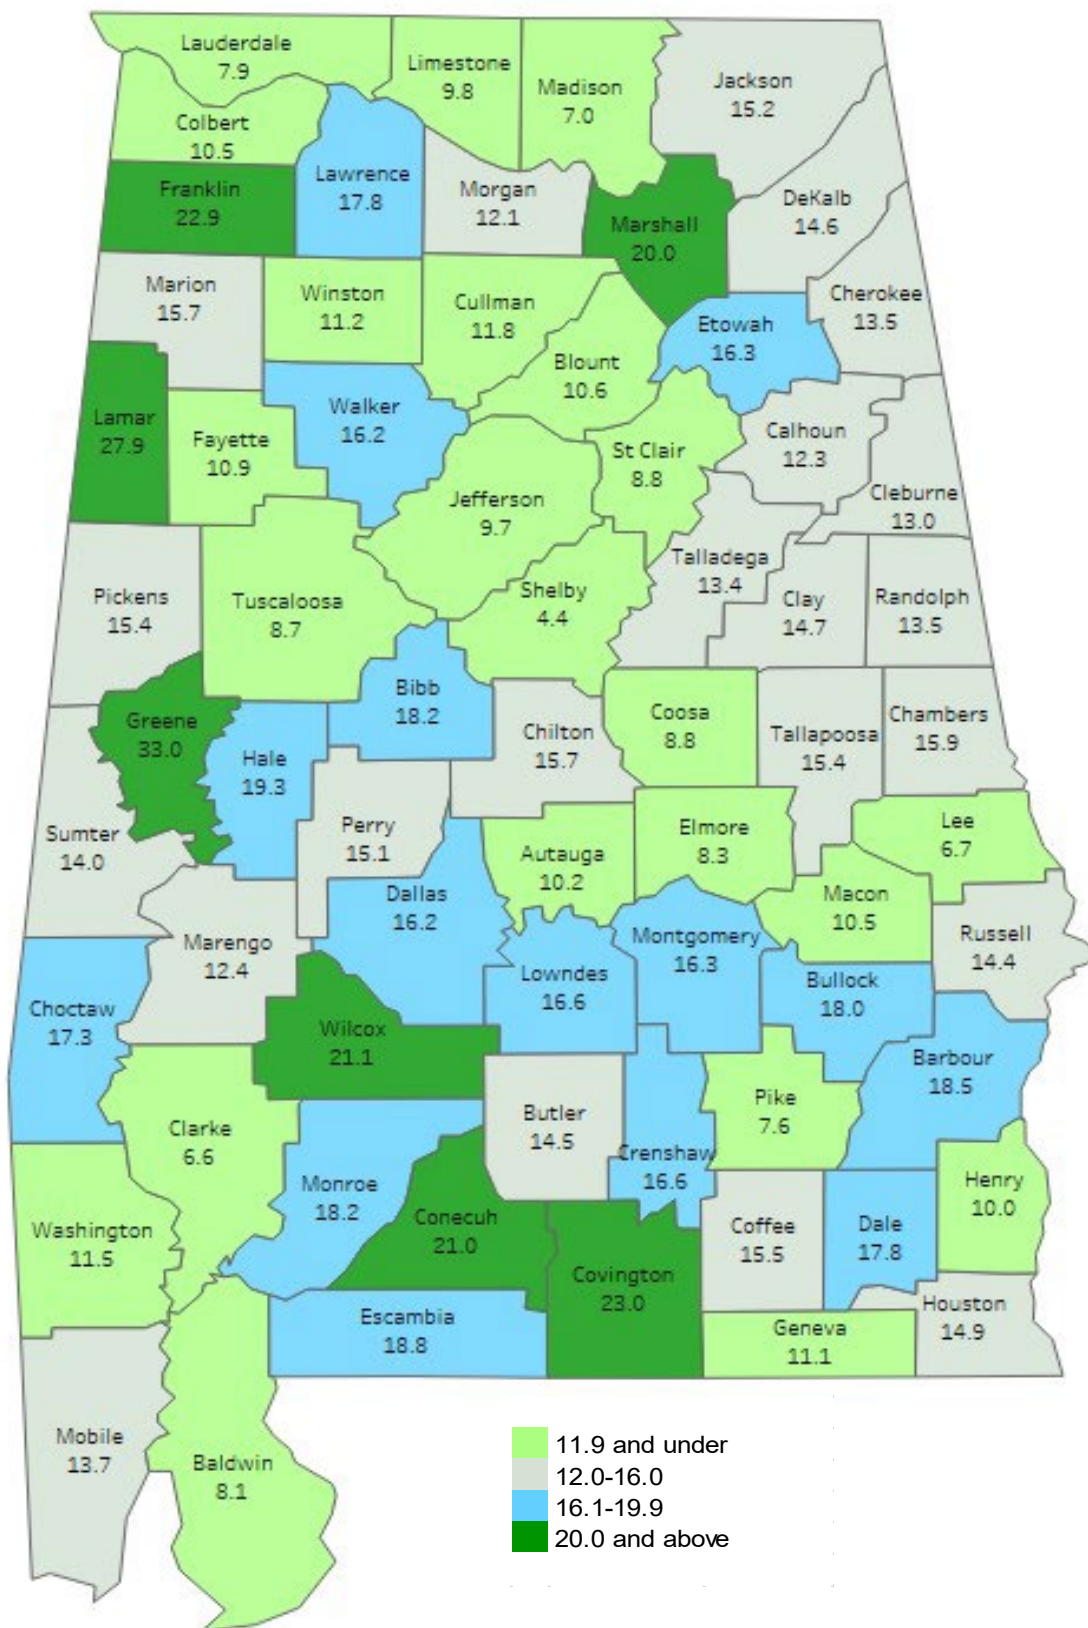 Lauderdale
7.9
Limestone
9.8
Madison
7.0
Jackson
15.2
Colbert
10.5
Franklin
22.9
Lawrence
17.8
Morgan
12.1
Marshall
20.0
DeKalb
14.6
Marion
15.7
Winston
11.2
Cullman
11.8
Cherokee
13.5
Etowah
16.3
Blount
10.6
Lamar
27.9
Fayette
10.9
Walker
16.2
St Clair
8.8
Calhoun
12.3
Cleburne
13.0
Jefferson
9.7
Pickens
15.4
Tuscaloosa
8.7
Shelby
4.4
Talladega
13.4
Clay
14.7
Randolph
13.5
Greene
33.0
Hale
19.3
Bibb
18.2
Chilton
15.7
Coosa
8.8
Tallapoosa
15.4
Chambers
15.9
Sumter
14.0
Perry
15.1
Autauga
10.2
Elmore
8.3
Lee
6.7
Dallas
16.2
Macon
10.5
Marengo
12.4
Lowndes
16.6
Montgomery
16.3
Bullock
18.0
Russell
14.4
Choctaw
17.3
Wilcox
21.1
Barbour
18.5
Clarke
6.6
Butler
14.5
Crenshaw
16.6
Pike
7.6
Monroe
18.2
Conecuh
21.0
Henry
10.0
Washington
11.5
Coffee
15.5
Dale
17.8
Covington
23.0
Escambia
18.8
Geneva
11.1
Houston
14.9
Mobile
13.7
Baldwin
8.1
11.9 and under
12.0-16.0
16.1-19.9
20.0 and above